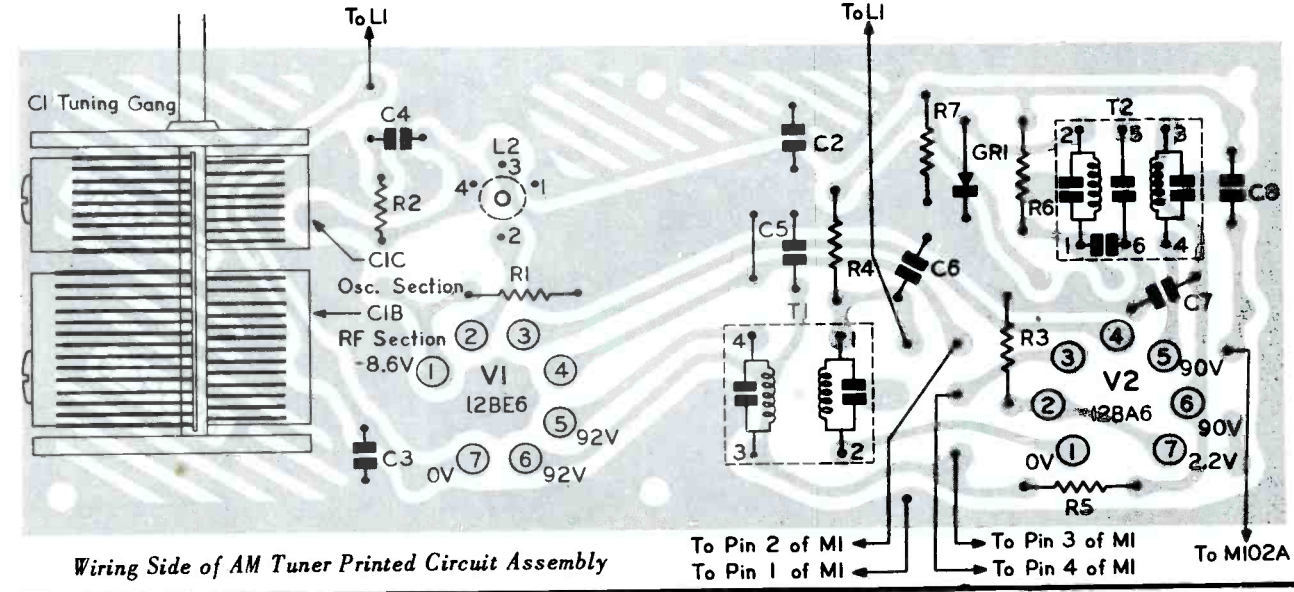 To L1
To L1
C1 Tuning Gang
C4
L2
3
4
1
2
R2
C1C
Osc. Section
C1B
RF Section
R1
-8.6V
1
2
3
4
5
6
7
V1
12BE6
92V
92V
0V
C3
C2
C5
R4
T1
4
1
3
2
C6
R7
GR1
R6
T2
2
5
3
1
6
4
C8
C7
R3
1
2
3
4
5
6
7
V2
12BA6
90V
90V
2.2V
0V
R5
To Pin 2 of M1
To Pin 1 of M1
To Pin 3 of M1
To Pin 4 of M1
To M102A
Wiring Side of AM Tuner Printed Circuit Assembly